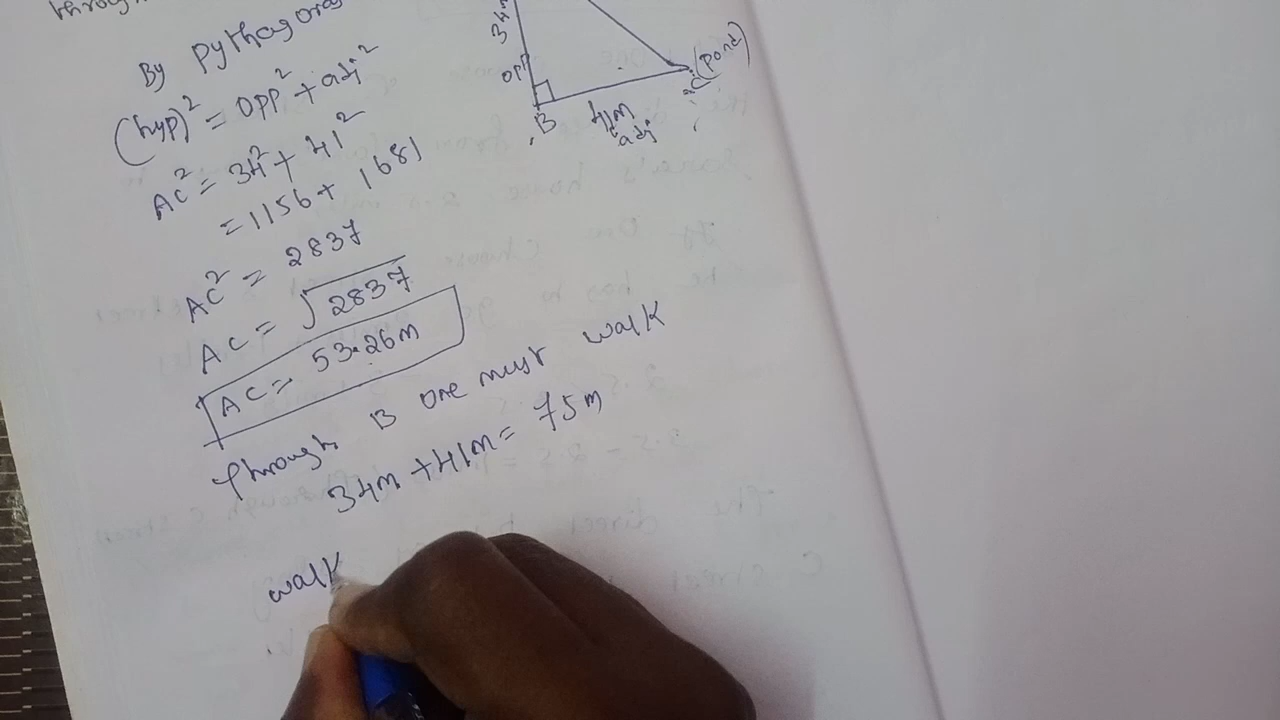 By Pythagoras
(hyp)² = opp² + adj²
AC² = 34² + 41²
= 1156 + 1681
AC² = 2837
AC = √2837
AC = 53.26m
Through B one must walk
34m + 41m = 75m
walk
opp
B
41m
adj
C (pond)